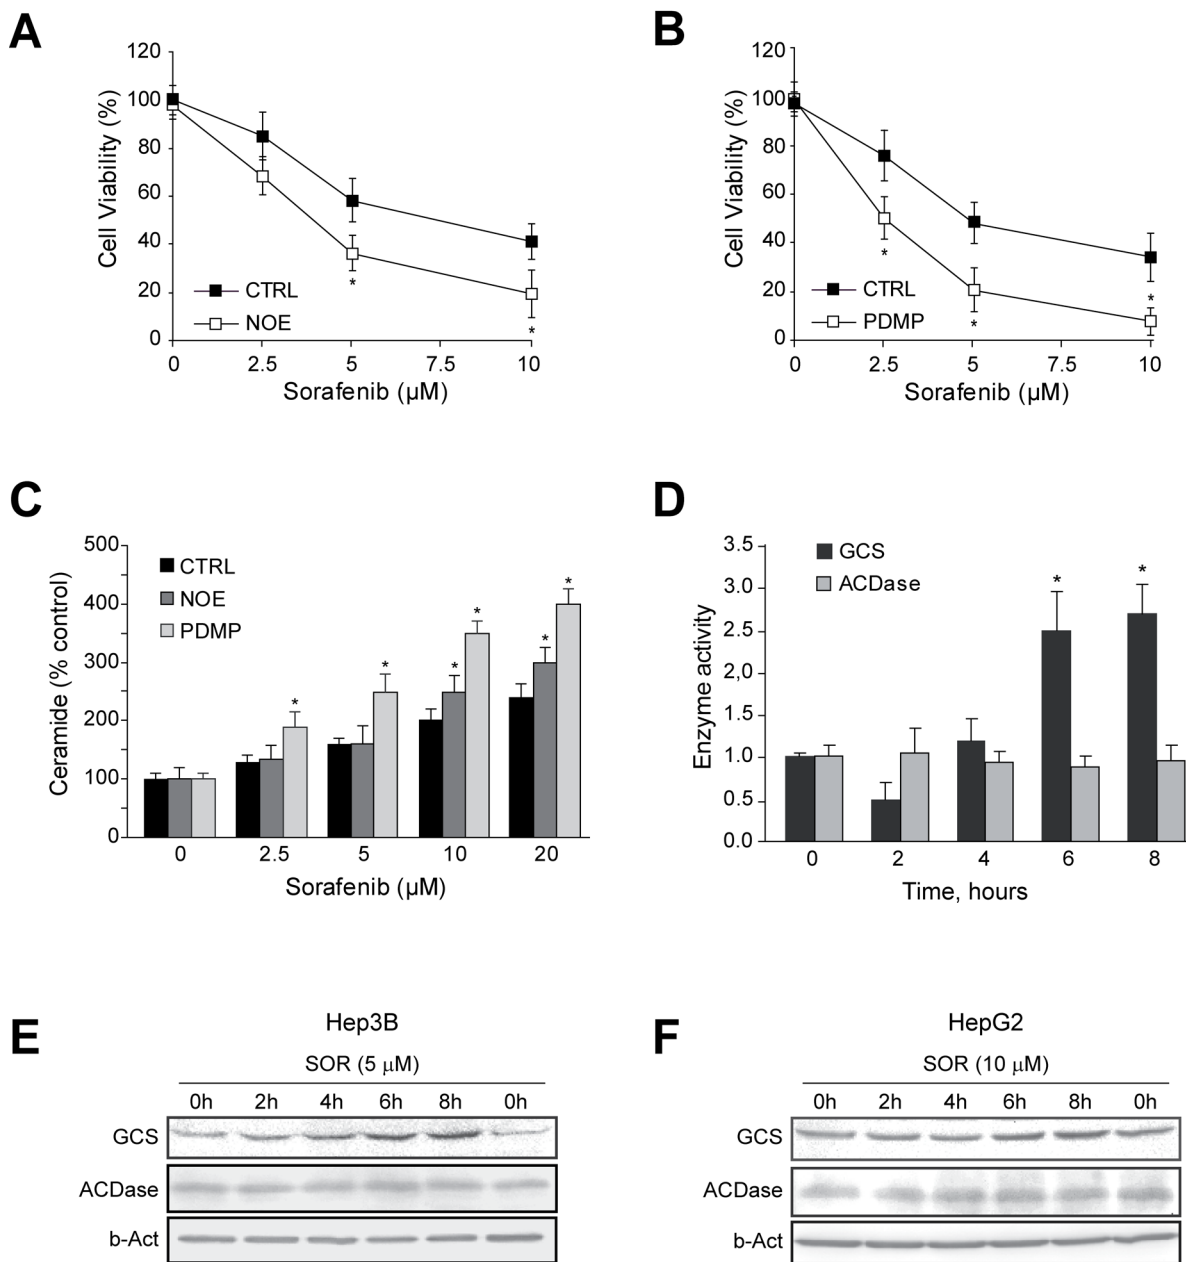 A
120
100
80
60
40
20
0
Cell Viability (%)
*
*
CTRL
NOE
0 2.5 5 7.5 10
Sorafenib (µM)
B
120
100
80
60
40
20
0
Cell Viability (%)
*
*
*
CTRL
PDMP
0 2.5 5 7.5 10
Sorafenib (µM)
C
500
400
300
200
100
0
Ceramide (% control)
CTRL
NOE
PDMP
* * * * * *
0 2.5 5 10 20
Sorafenib (µM)
D
3.5
3.0
2.5
2,0
1.5
1.0
0.5
0.0
Enzyme activity
GCS
ACDase
* *
0 2 4 6 8
Time, hours
E
Hep3B
SOR (5 µM)
0h 2h 4h 6h 8h 0h
GCS
ACDase
b-Act
F
HepG2
SOR (10 µM)
0h 2h 4h 6h 8h 0h
GCS
ACDase
b-Act